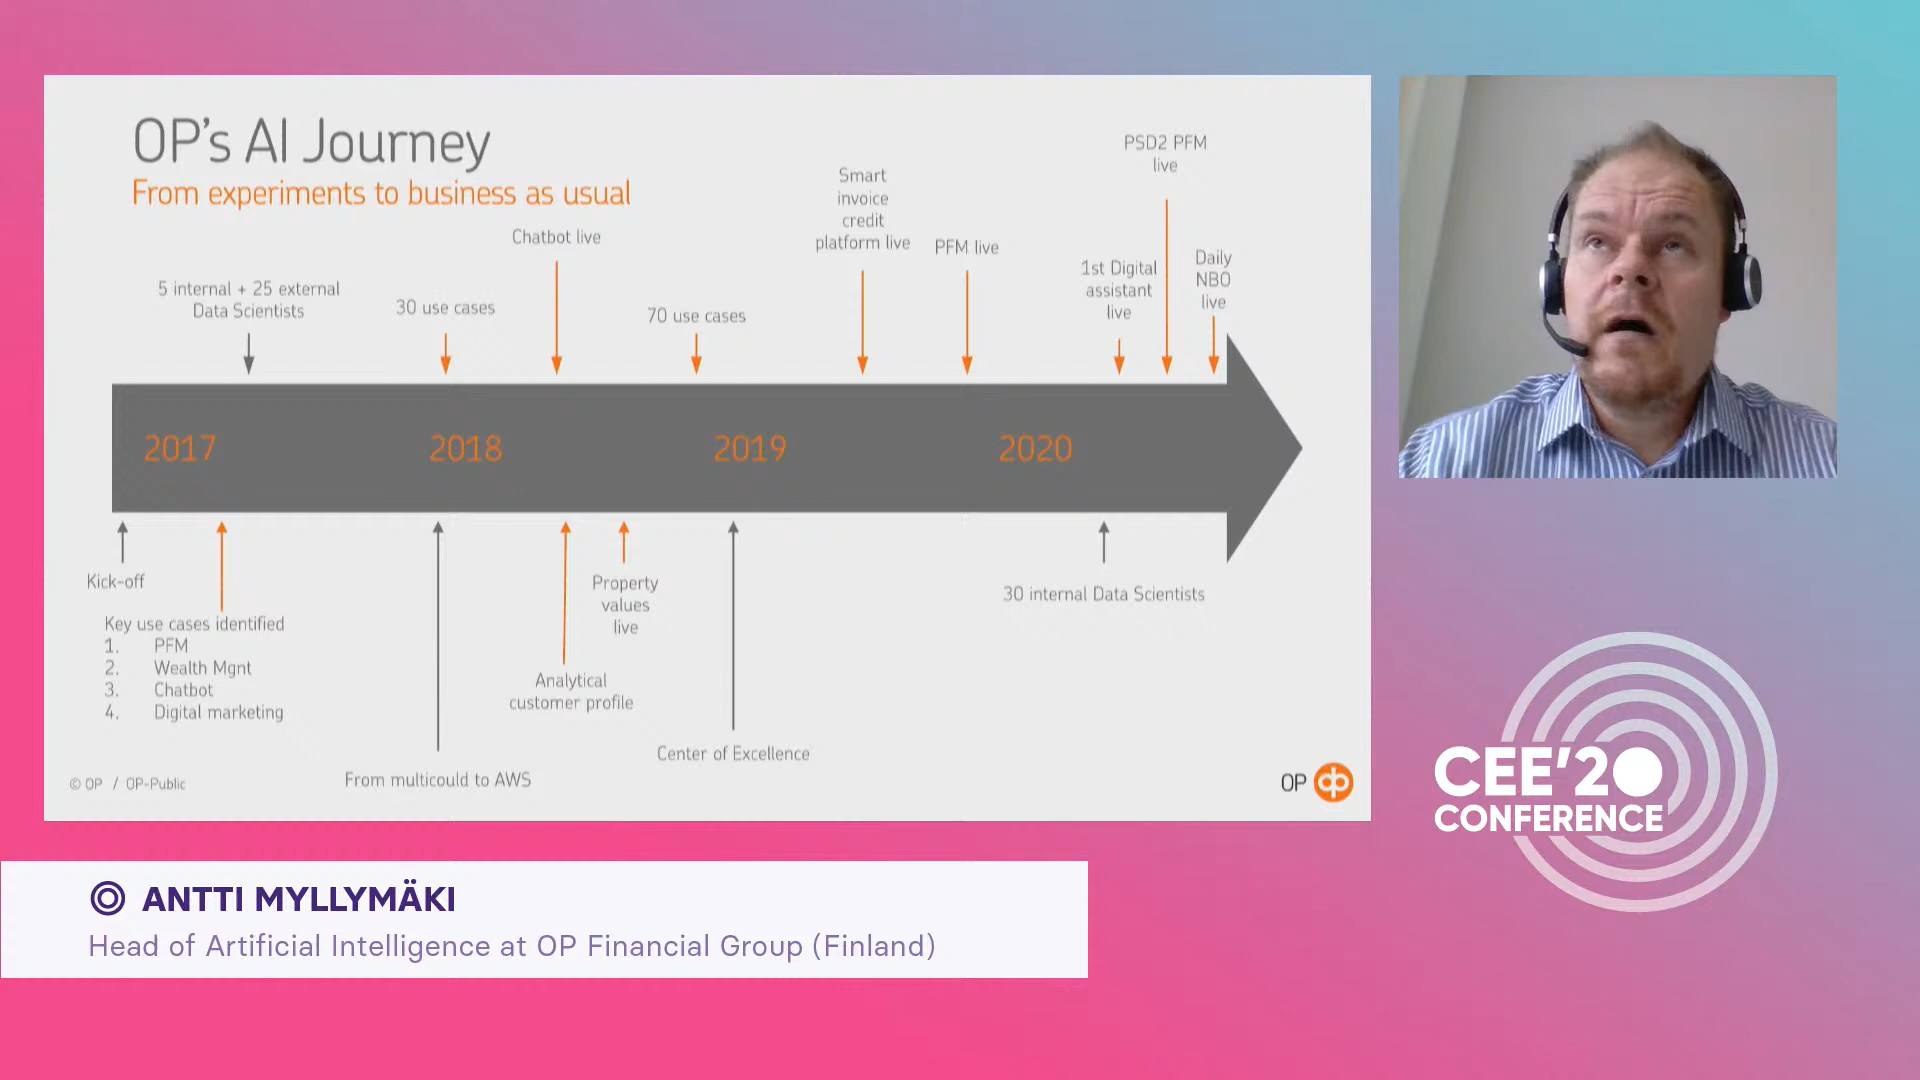 OP's AI Journey
From experiments to business as usual
5 internal + 25 external
Data Scientists
30 use cases
Chatbot live
70 use cases
Smart
invoice
credit
platform live
PFM live
1st Digital
assistant
live
PSD2 PFM
live
Daily
NBO
live
2017
2018
2019
2020
Kick-off
Key use cases identified
1. PFM
2. Wealth Mgnt
3. Chatbot
4. Digital marketing
From multicould to AWS
Analytical
customer profile
Property
values
live
Center of Excellence
30 internal Data Scientists
© OP / OP-Public
OP
CEE'20
CONFERENCE
ANTTI MYLLYMÄKI
Head of Artificial Intelligence at OP Financial Group (Finland)